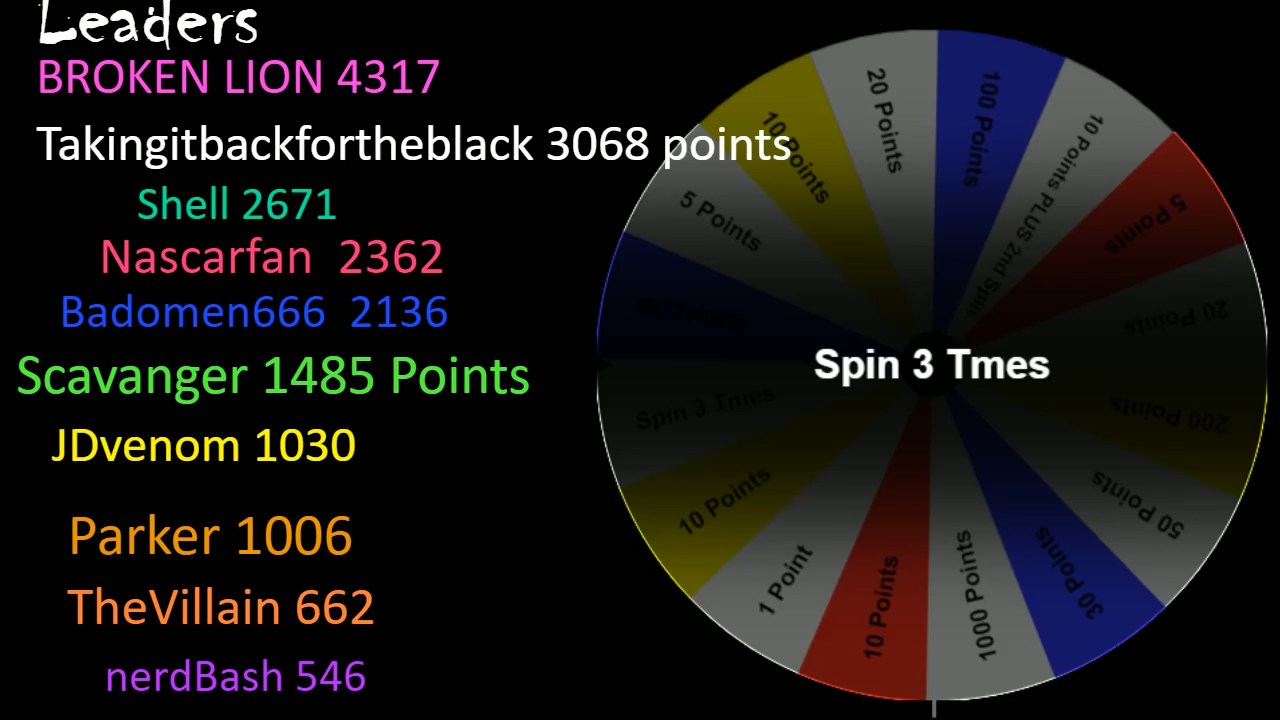 Leaders
BROKEN LION 4317
Takingitbackfortheblack 3068 points
Shell 2671
Nascarfan 2362
Badomen666 2136
Scavanger 1485 Points
JDvenom 1030
Parker 1006
TheVillain 662
nerdBash 546
20 Points
100 Points
10 Points PLUS 2nd Spin
5 Points
20 Points
200 Points
50 Points
30 Points
1000 Points
10 Points
1 Point
10 Points
Spin 3 Tmes
5 Points
10 Points
Spin 3 Tmes